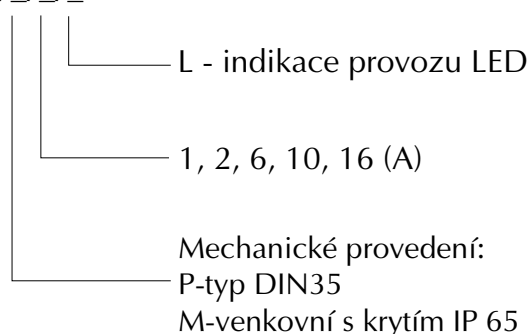 L - indikace provozu LED
1, 2, 6, 10, 16 (A)
Mechanické provedení:
P-typ DIN35
M-venkovní s krytím IP 65